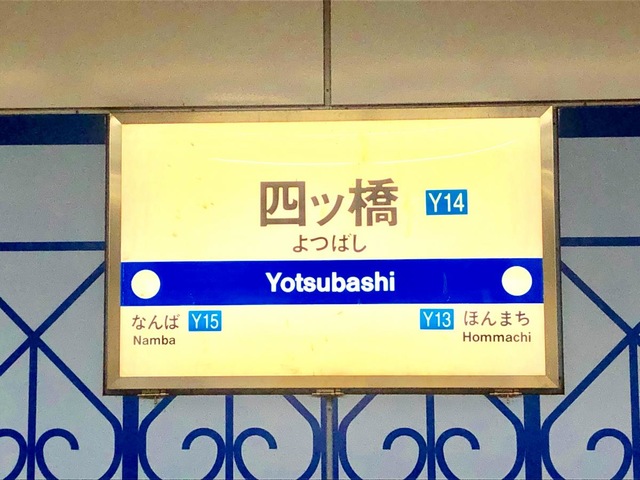 四ッ橋 Y14
よつばし
Yotsubashi
なんば Y15 Y13 ほんまち
Namba Hommachi